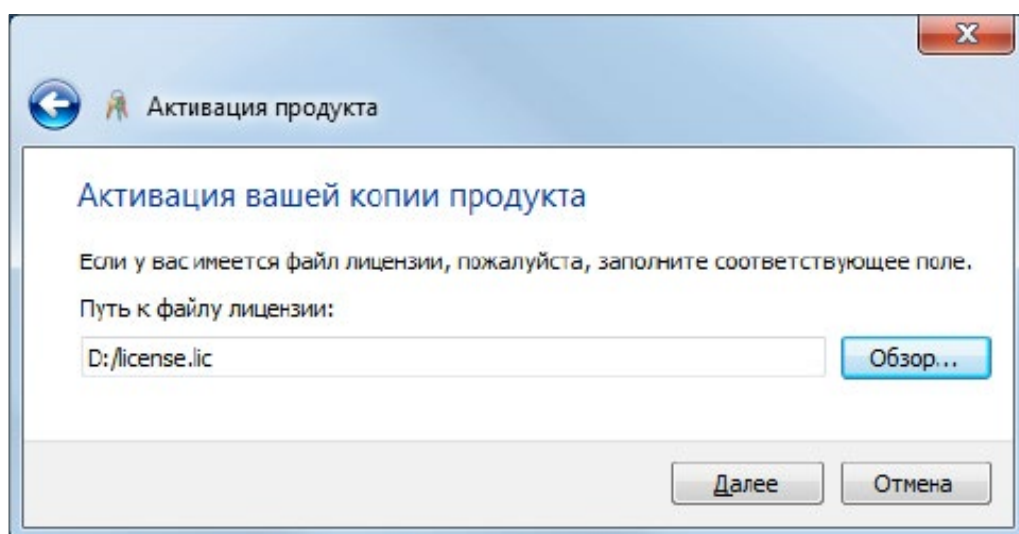 Активация продукта
Активация вашей копии продукта
Если у вас имеется файл лицензии, пожалуйста, заполните соответствующее поле.
Путь к файлу лицензии:
D:/license.lic
Обзор...
Далее
Отмена